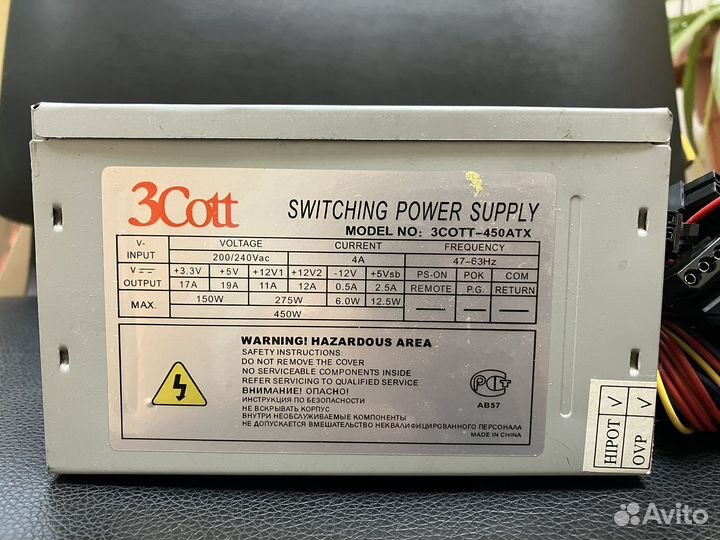 3Cott
SWITCHING POWER SUPPLY
MODEL NO: 3COTT-450ATX
V-INPUT VOLTAGE CURRENT FREQUENCY
200/240Vac 4A 47-63Hz
V OUTPUT +3.3V +5V +12V1 +12V2 -12V +5Vsb PS-ON POK COM
17A 19A 11A 12A 0.5A 2.5A REMOTE P.G. RETURN
MAX. 150W 275W 6.0W 12.5W — — —
450W
WARNING! HAZARDOUS AREA
SAFETY INSTRUCTIONS:
DO NOT REMOVE THE COVER
NO SERVICEABLE COMPONENTS INSIDE
REFER SERVICING TO QUALIFIED SERVICE
ВНИМАНИЕ! ОПАСНО!
ИНСТРУКЦИЯ ПО БЕЗОПАСНОСТИ
НЕ ВСКРЫВАТЬ КОРПУС
ВНУТРИ НЕОБСЛУЖИВАЕМЫЕ КОМПОНЕНТЫ
НЕ ДОПУСКАЕТСЯ ВМЕШАТЕЛЬСТВО НЕКВАЛИФИЦИРОВАННОГО ПЕРСОНАЛА
MADE IN CHINA
РСТ
АВ57
HIPOT V
OVP V
Avito